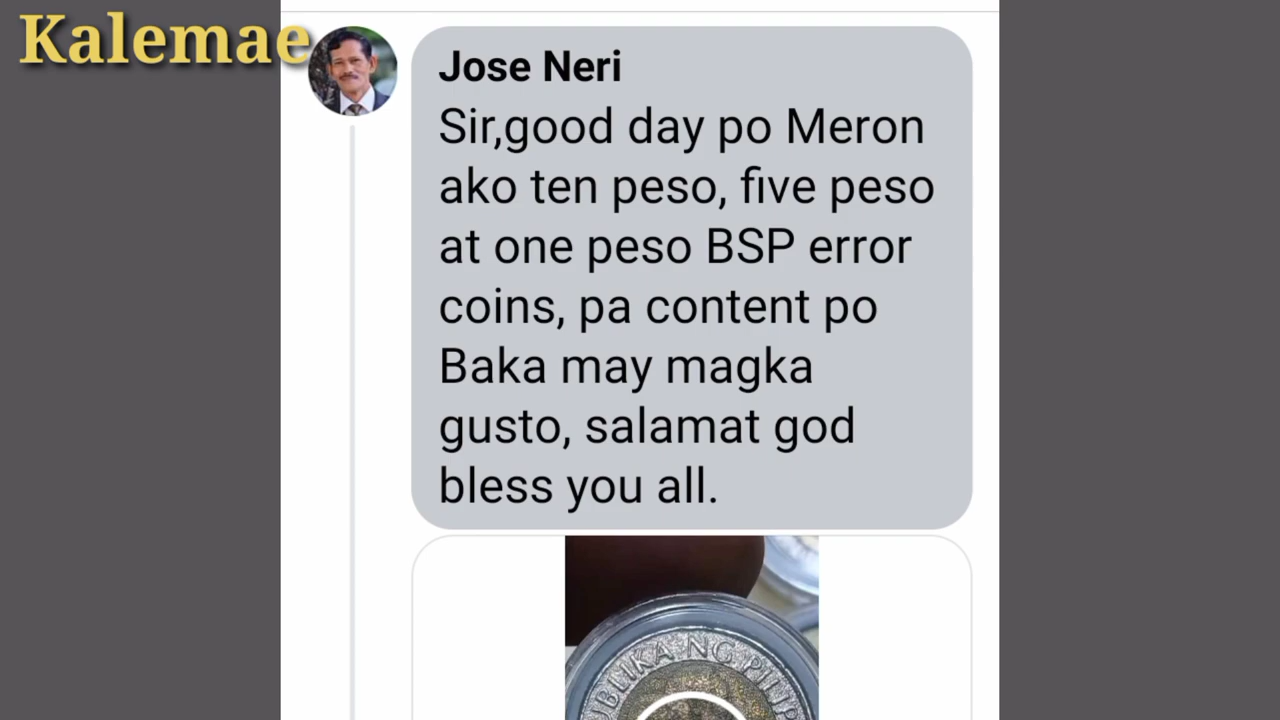 Kalemae
Jose Neri
Sir,good day po Meron
ako ten peso, five peso
at one peso BSP error
coins, pa content po
Baka may magka
gusto, salamat god
bless you all.
UBLIKA NG PILIP